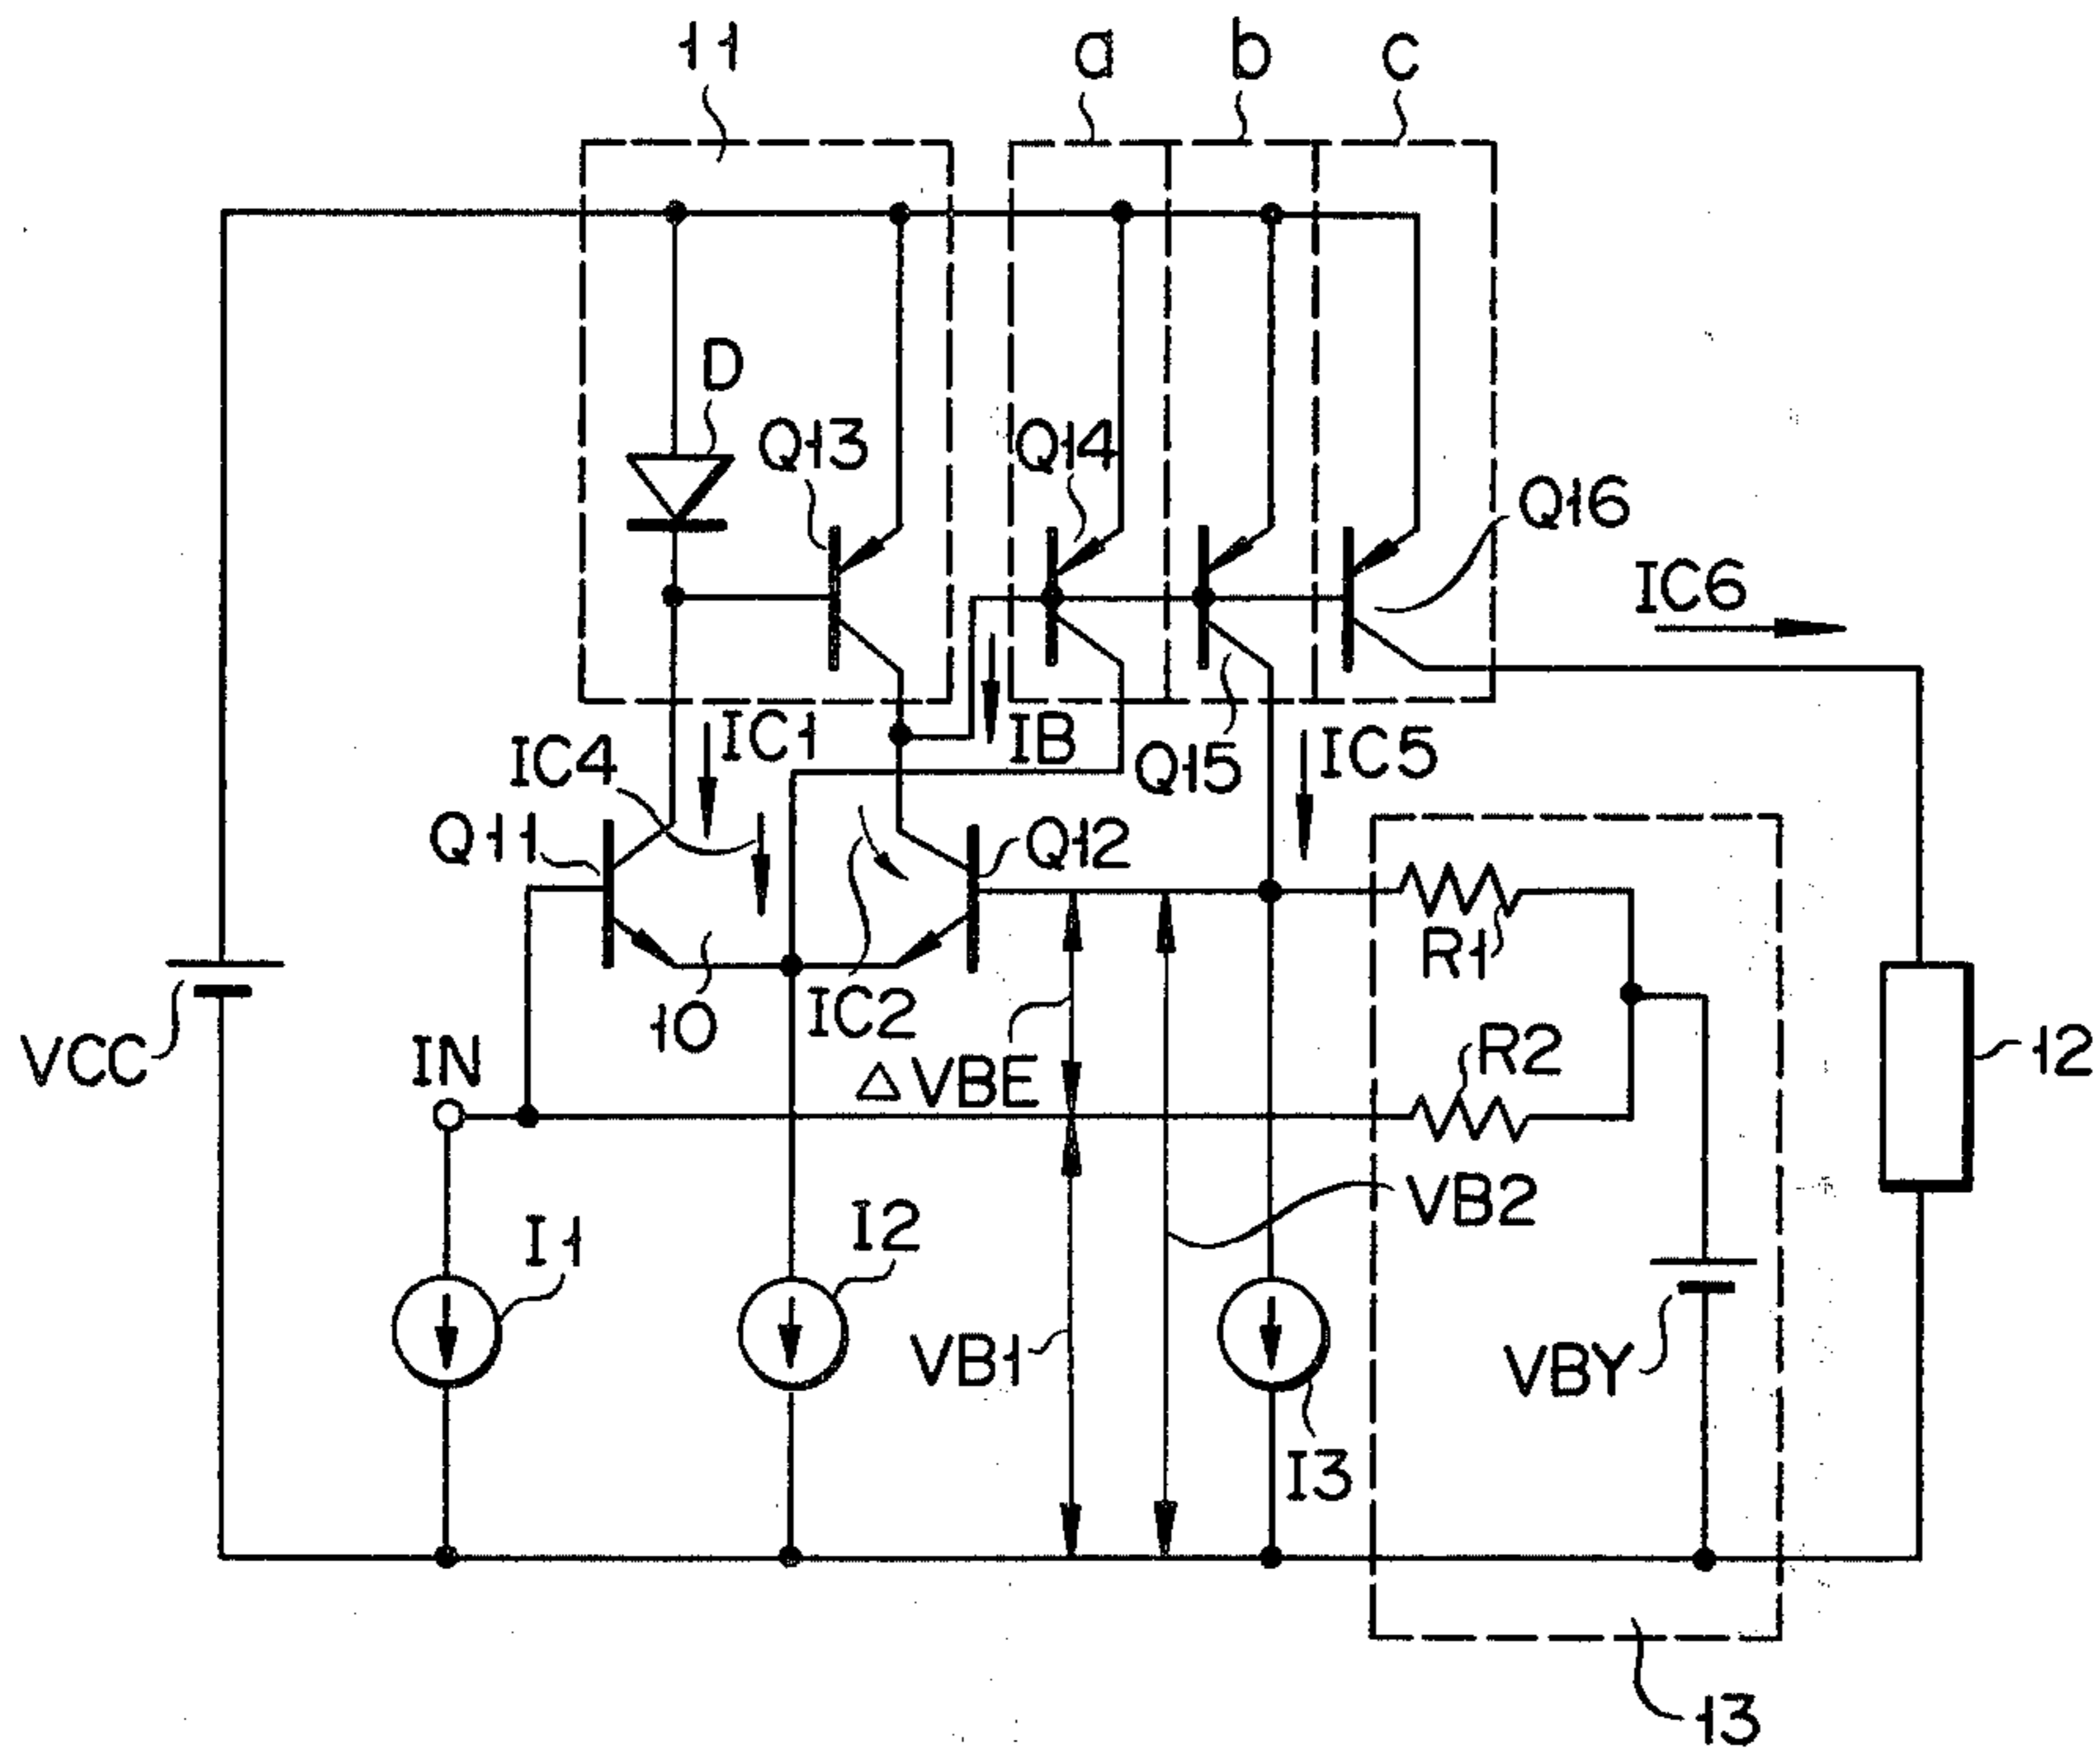 11
a
b
c
D
Q13
Q14
Q16
IC6
IC1
IB
IC4
Q15
IC5
Q11
Q12
R1
10
IC2
VCC
IN
△VBE
R2
12
VB2
I1
I2
VB1
VBY
I3
13